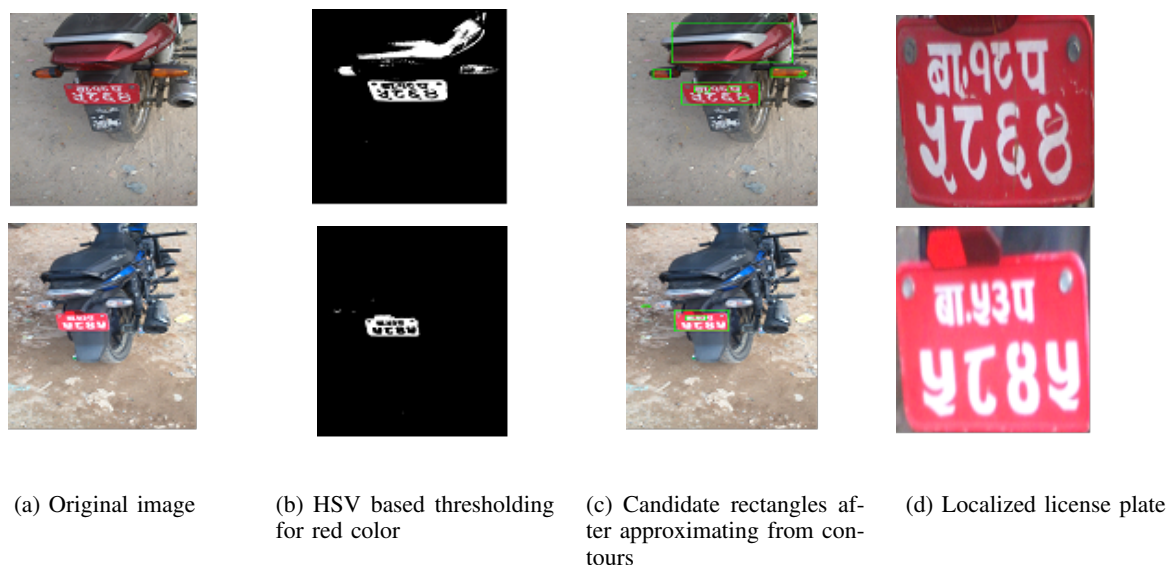 बा.१८प
५८६४
बा.५३प
५८४५
(a) Original image
(b) HSV based thresholding
for red color
(c) Candidate rectangles af-
ter approximating from con-
tours
(d) Localized license plate